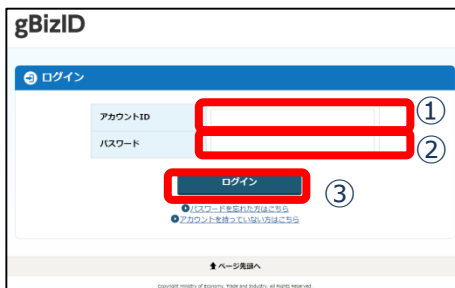 gBizID
ログイン
アカウントID ①
パスワード ②
ログイン ③
パスワードを忘れた方はこちら
アカウントを持っていない方はこちら
ページ先頭へ
Copyright Ministry of Economy, Trade and Industry, All Rights Reserved.